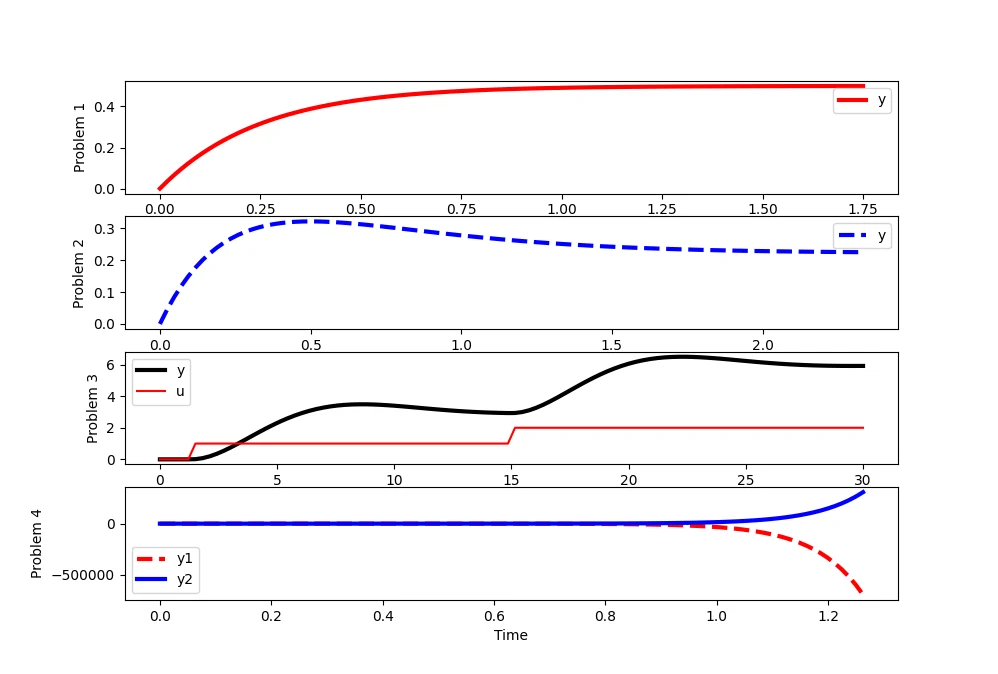 Problem 1
0.4
0.2
0.0
y
0.00 0.25 0.50 0.75 1.00 1.25 1.50 1.75
Problem 2
0.3
0.2
0.1
0.0
y
0.0 0.5 1.0 1.5 2.0
Problem 3
6
4
2
0
y
u
0 5 10 15 20 25 30
Problem 4
0
−500000
y1
y2
0.0 0.2 0.4 0.6 0.8 1.0 1.2
Time